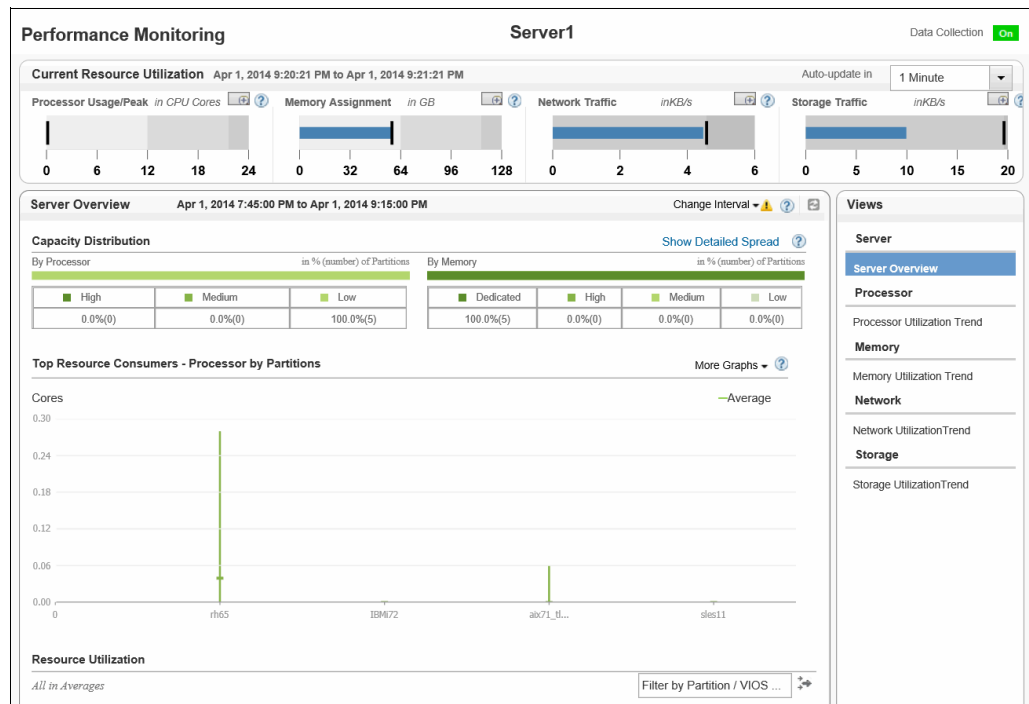 Performance Monitoring
Server1
Data Collection On
Current Resource Utilization Apr 1, 2014 9:20:21 PM to Apr 1, 2014 9:21:21 PM
Auto-update in 1 Minute
Processor Usage/Peak in CPU Cores
Memory Assignment in GB
Network Traffic inKB/s
Storage Traffic inKB/s
0 6 12 18 24
0 32 64 96 128
0 2 4 6
0 5 10 15 20
Server Overview Apr 1, 2014 7:45:00 PM to Apr 1, 2014 9:15:00 PM
Change Interval
Capacity Distribution
Show Detailed Spread
By Processor in % (number) of Partitions
High Medium Low
0.0%(0) 0.0%(0) 100.0%(5)
By Memory in % (number) of Partitions
Dedicated High Medium Low
100.0%(5) 0.0%(0) 0.0%(0) 0.0%(0)
Top Resource Consumers - Processor by Partitions
More Graphs
Cores
Average
0.30
0.24
0.18
0.12
0.06
0.00
0 rh65 IBMi72 aix71_tl... sles11
Resource Utilization
All in Averages
Filter by Partition / VIOS ...
Views
Server
Server Overview
Processor
Processor Utilization Trend
Memory
Memory Utilization Trend
Network
Network UtilizationTrend
Storage
Storage UtilizationTrend